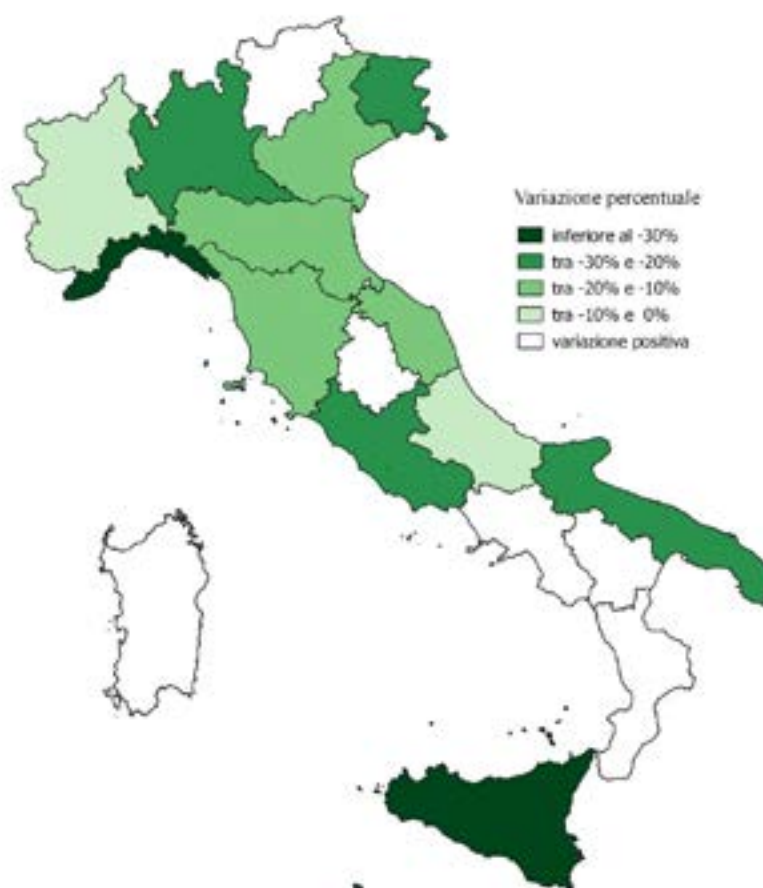 Variazione percentuale
inferiore al -30%
tra -30% e -20%
tra -20% e -10%
tra -10% e 0%
variazione positiva